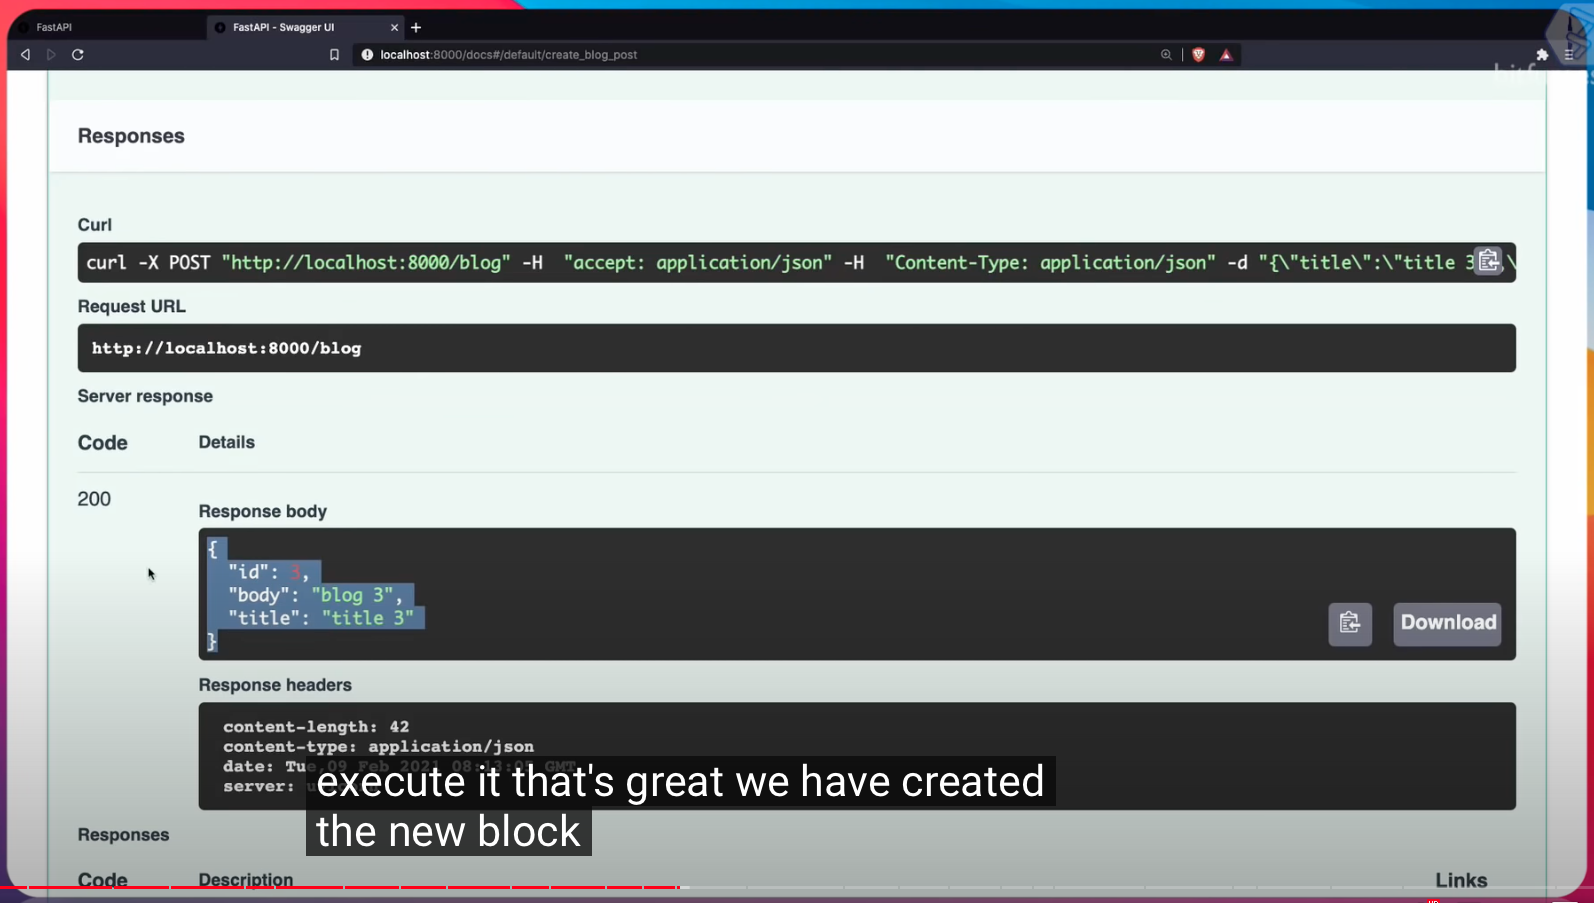 FastAPI
FastAPI - Swagger UI
localhost:8000/docs#/default/create_blog_post
Responses
Curl
curl -X POST "http://localhost:8000/blog" -H "accept: application/json" -H "Content-Type: application/json" -d "{\"title\":\"title 3
Request URL
http://localhost:8000/blog
Server response
Code Details
200
Response body
{
"id": 3,
"body": "blog 3",
"title": "title 3"
}
Download
Response headers
content-length: 42
content-type: application/json
date: Tue,09 Feb 2021 08:13:05 GMT
server:
execute it that's great we have created
the new block
Responses
Code Description Links